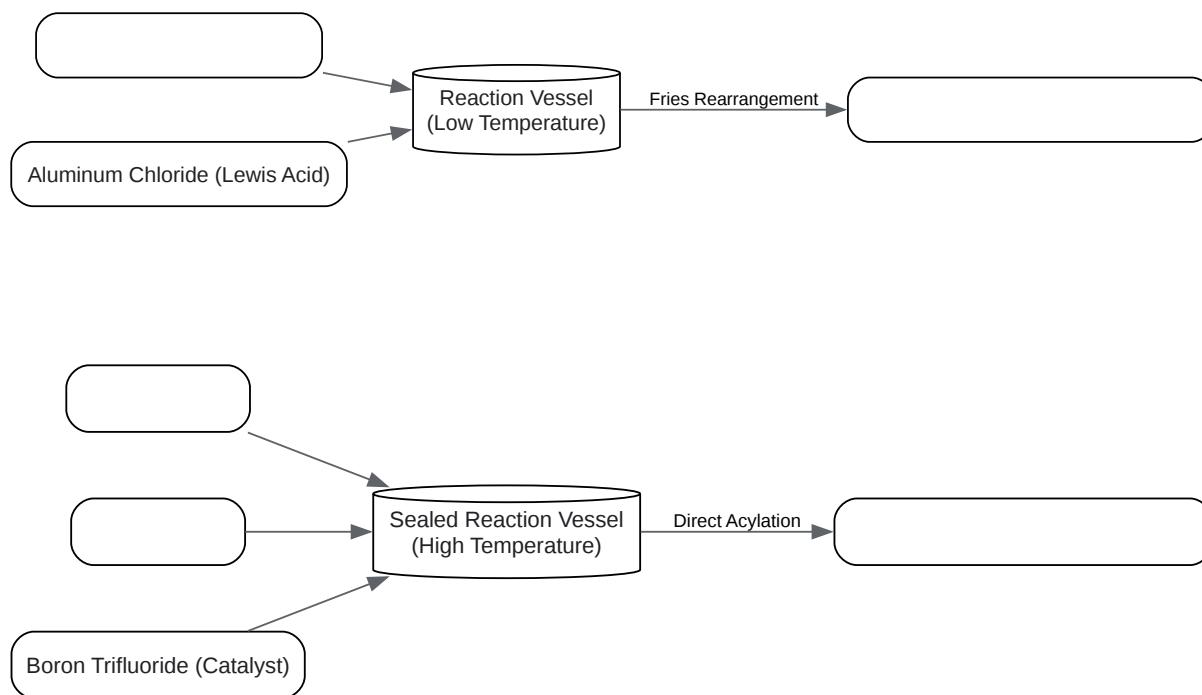 Reaction Vessel
(Low Temperature)
Fries Rearrangement
Aluminum Chloride (Lewis Acid)
Sealed Reaction Vessel
(High Temperature)
Direct Acylation
Boron Trifluoride (Catalyst)